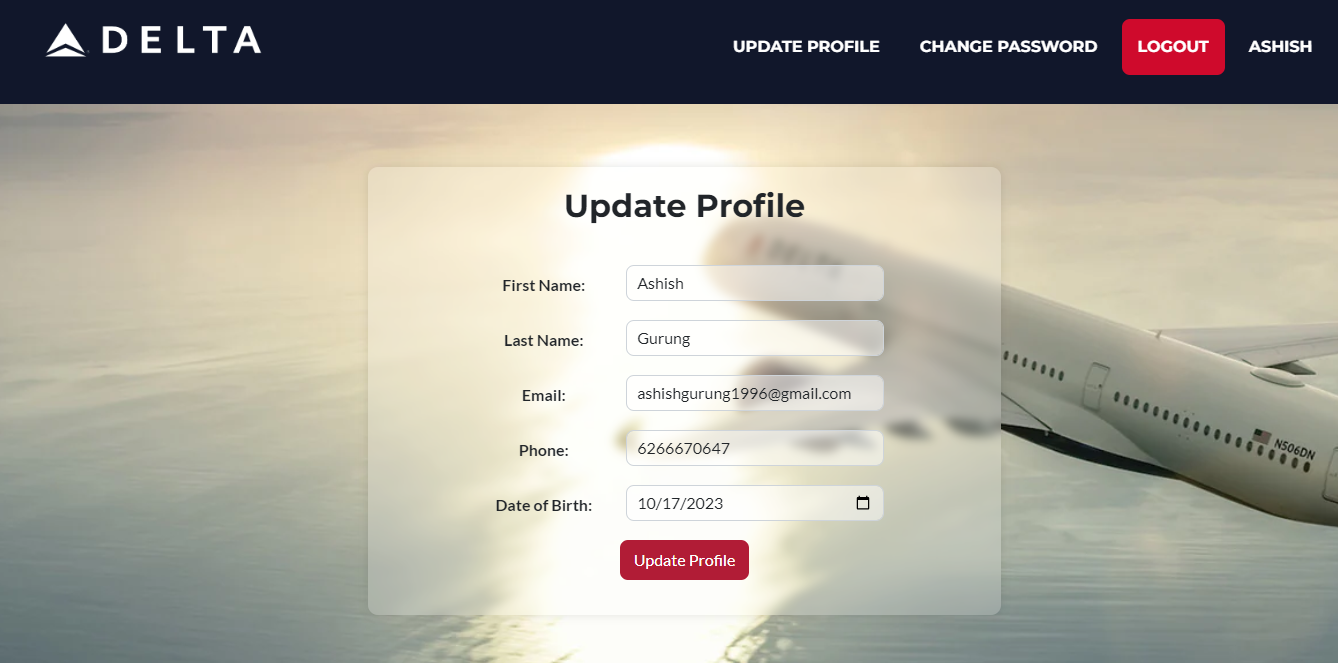 DELTA
UPDATE PROFILE CHANGE PASSWORD LOGOUT ASHISH
Update Profile
DELTA
First Name: Ashish
Last Name: Gurung
Email: ashishgurung1996@gmail.com
Phone: 6266670647
N506DN
Date of Birth: 10/17/2023
Update Profile